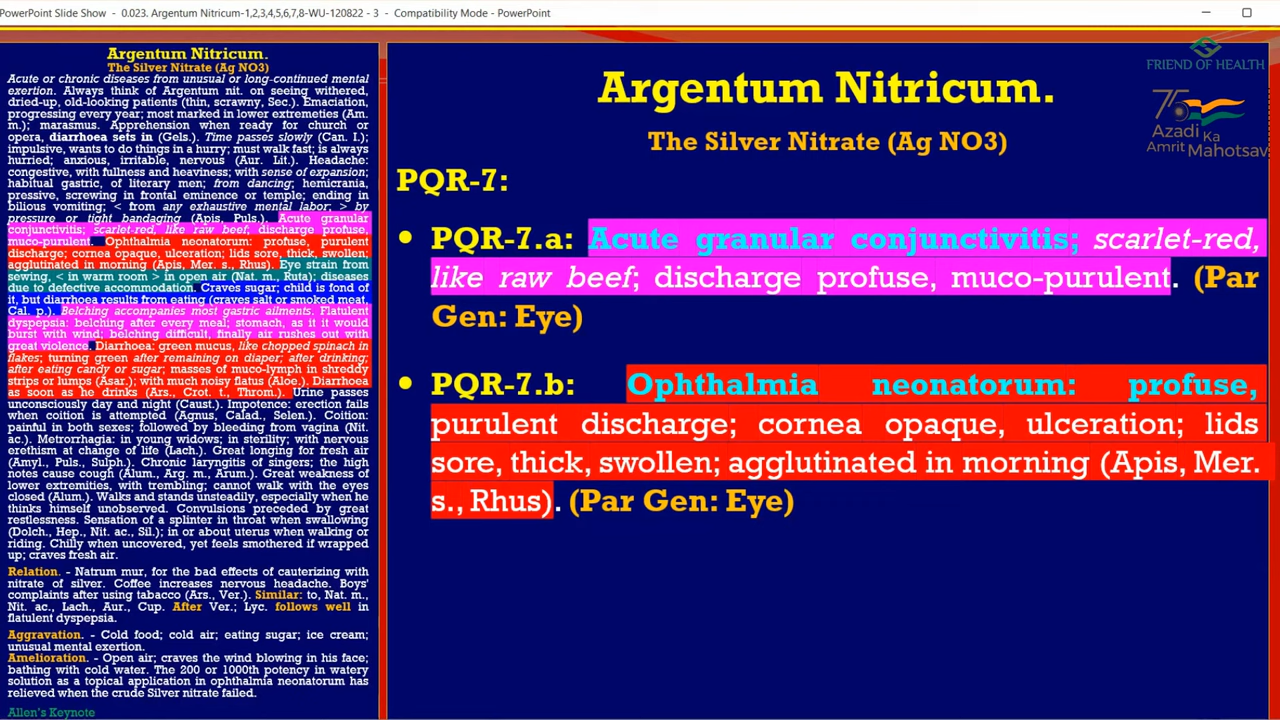 PowerPoint Slide Show - 0.023. Argentum Nitricum-1,2,3,4,5,6,7,8-WU-120822 - 3 - Compatibility Mode - PowerPoint
Argentum Nitricum.
The Silver Nitrate (Ag NO3)
Acute or chronic diseases from unusual or long-continued mental
exertion. Always think of Argentum nit. on seeing withered,
dried-up, old-looking patients (thin, scrawny, Sec.). Emaciation,
progressing every year; most marked in lower extremities (Am.
m.); marasmus. Apprehension when ready for church or
opera, diarrhoea sets in (Gels.). Time passes slowly (Can. I.);
impulsive, wants to do things in a hurry; must walk fast; is always
hurried; anxious, irritable, nervous (Aur. Lit.). Headache:
congestive, with fullness and heaviness; with sense of expansion;
habitual gastric, of literary men; from dancing; hemicrania,
pressive, screwing in frontal eminence or temple; ending in
bilious vomiting; < from any exhaustive mental labor; > by
pressure or tight bandaging (Apis, Puls.). Acute granular
conjunctivilis; scarlet-red, like raw beef; discharge profuse,
muco-purulent. Ophthalmia neonatorum: profuse, purulent
discharge; cornea opaque, ulceration; lids sore, thick, swollen;
agglutinated in morning (Apis, Mer. s., Rhus). Eye strain from
sewing, < in warm room > in open air (Nat. m., Ruta); diseases
due to defective accommodation. Craves sugar; child is fond of
it, but diarrhoea results from eating (craves salt or smoked meat,
Cal. p.). Belching accompanies most gastric ailments. Flatulent
dyspepsia: belching after every meal; stomach, as it it would
burst with wind; belching difficult, finally air rushes out with
great violence. Diarrhoea: green mucus, like chopped spinach in
flakes; turning green after remaining on diaper; after drinking;
after eating candy or sugar; masses of muco-lymph in shreddy
strips or lumps (Asar.); with much noisy flatus (Aloe.). Diarrhoea
as soon as he drinks (Ars., Crot. t., Throm.). Urine passes
unconsciously day and night (Caust.). Impotence: erection fails
when coition is attempted (Agnus, Calad., Selen.). Coition:
painful in both sexes; followed by bleeding from vagina (Nit.
ac.). Metrorrhagia: in young widows; in sterility; with nervous
erethism at change of life (Lach.). Great longing for fresh air
(Amyl., Puls., Sulph.). Chronic laryngitis of singers; the high
notes cause cough (Alum., Arg. m., Arum.). Great weakness of
lower extremities, with trembling; cannot walk with the eyes
closed (Alum.). Walks and stands unsteadily, especially when he
thinks himself unobserved. Convulsions preceded by great
restlessness. Sensation of a splinter in throat when swallowing
(Dolch., Hep., Nit. ac., Sil.); in or about uterus when walking or
riding. Chilly when uncovered, yet feels smothered if wrapped
up; craves fresh air.
Relation. - Natrum mur, for the bad effects of cauterizing with
nitrate of silver. Coffee increases nervous headache. Boys'
complaints after using tabacco (Ars., Ver.). Similar: to, Nat. m.,
Nit. ac., Lach., Aur., Cup. After Ver.; Lyc. follows well in
flatulent dyspepsia.
Aggravation. - Cold food; cold air; eating sugar; ice cream;
unusual mental exertion.
Amelioration. - Open air; craves the wind blowing in his face;
bathing with cold water. The 200 or 1000th potency in watery
solution as a topical application in ophthalmia neonatorum has
relieved when the crude Silver nitrate failed.
Allen's Keynote
Argentum Nitricum.
The Silver Nitrate (Ag NO3)
PQR-7:
• PQR-7.a: Acute granular conjunctivitis; scarlet-red,
like raw beef; discharge profuse, muco-purulent. (Par
Gen: Eye)
• PQR-7.b: Ophthalmia neonatorum: profuse,
purulent discharge; cornea opaque, ulceration; lids
sore, thick, swollen; agglutinated in morning (Apis, Mer.
s., Rhus). (Par Gen: Eye)
FRIEND OF HEALTH
75
Azadi Ka
Amrit Mahotsav